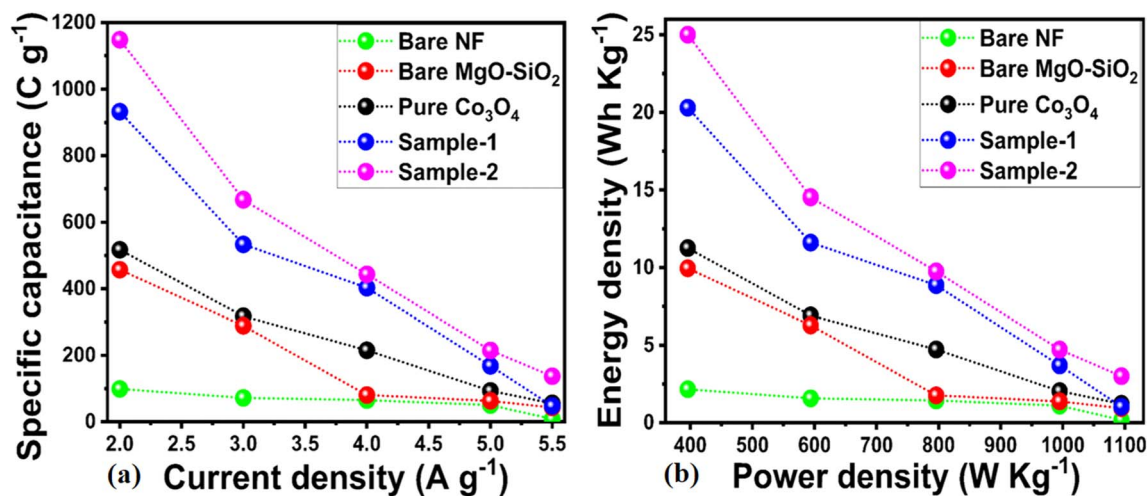 Specific capacitance (C g⁻¹)
1200
1000
800
600
400
200
0
Bare NF
Bare MgO-SiO₂
Pure Co₃O₄
Sample-1
Sample-2
2.0 2.5 3.0 3.5 4.0 4.5 5.0 5.5
(a) Current density (A g⁻¹)
Energy density (Wh Kg⁻¹)
25
20
15
10
5
0
Bare NF
Bare MgO-SiO₂
Pure Co₃O₄
Sample-1
Sample-2
400 500 600 700 800 900 1000 1100
(b) Power density (W Kg⁻¹)